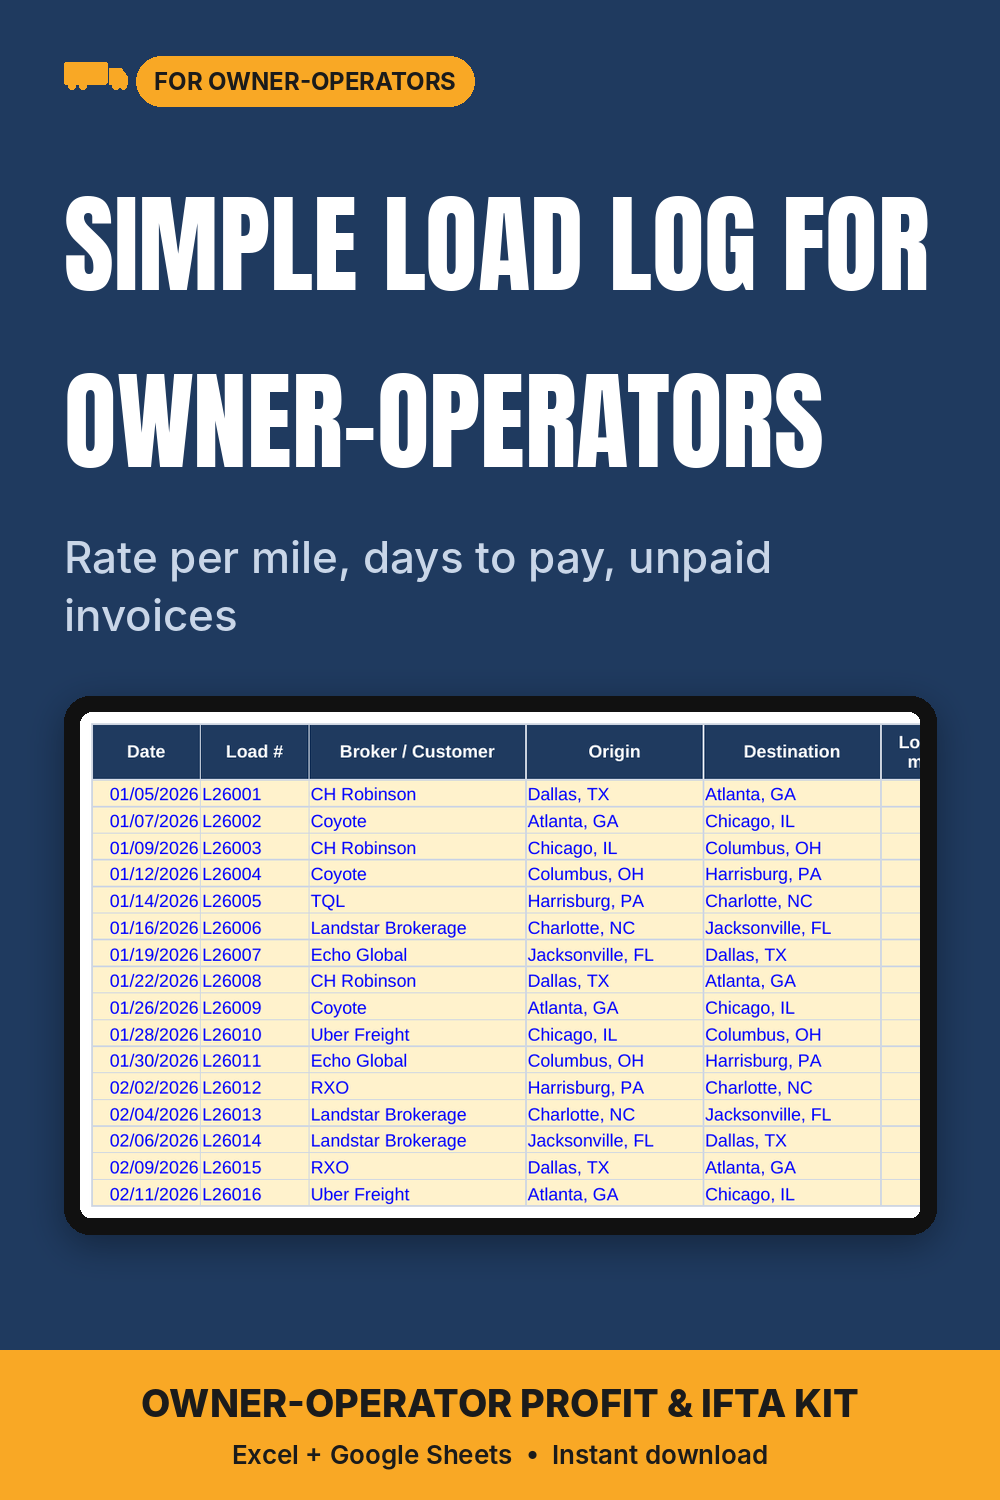 FOR OWNER-OPERATORS
SIMPLE LOAD LOG FOR
OWNER-OPERATORS
Rate per mile, days to pay, unpaid
invoices
Date Load # Broker / Customer Origin Destination Lo
m
01/05/2026 L26001 CH Robinson Dallas, TX Atlanta, GA
01/07/2026 L26002 Coyote Atlanta, GA Chicago, IL
01/09/2026 L26003 CH Robinson Chicago, IL Columbus, OH
01/12/2026 L26004 Coyote Columbus, OH Harrisburg, PA
01/14/2026 L26005 TQL Harrisburg, PA Charlotte, NC
01/16/2026 L26006 Landstar Brokerage Charlotte, NC Jacksonville, FL
01/19/2026 L26007 Echo Global Jacksonville, FL Dallas, TX
01/22/2026 L26008 CH Robinson Dallas, TX Atlanta, GA
01/26/2026 L26009 Coyote Atlanta, GA Chicago, IL
01/28/2026 L26010 Uber Freight Chicago, IL Columbus, OH
01/30/2026 L26011 Echo Global Columbus, OH Harrisburg, PA
02/02/2026 L26012 RXO Harrisburg, PA Charlotte, NC
02/04/2026 L26013 Landstar Brokerage Charlotte, NC Jacksonville, FL
02/06/2026 L26014 Landstar Brokerage Jacksonville, FL Dallas, TX
02/09/2026 L26015 RXO Dallas, TX Atlanta, GA
02/11/2026 L26016 Uber Freight Atlanta, GA Chicago, IL
OWNER-OPERATOR PROFIT & IFTA KIT
Excel + Google Sheets • Instant download